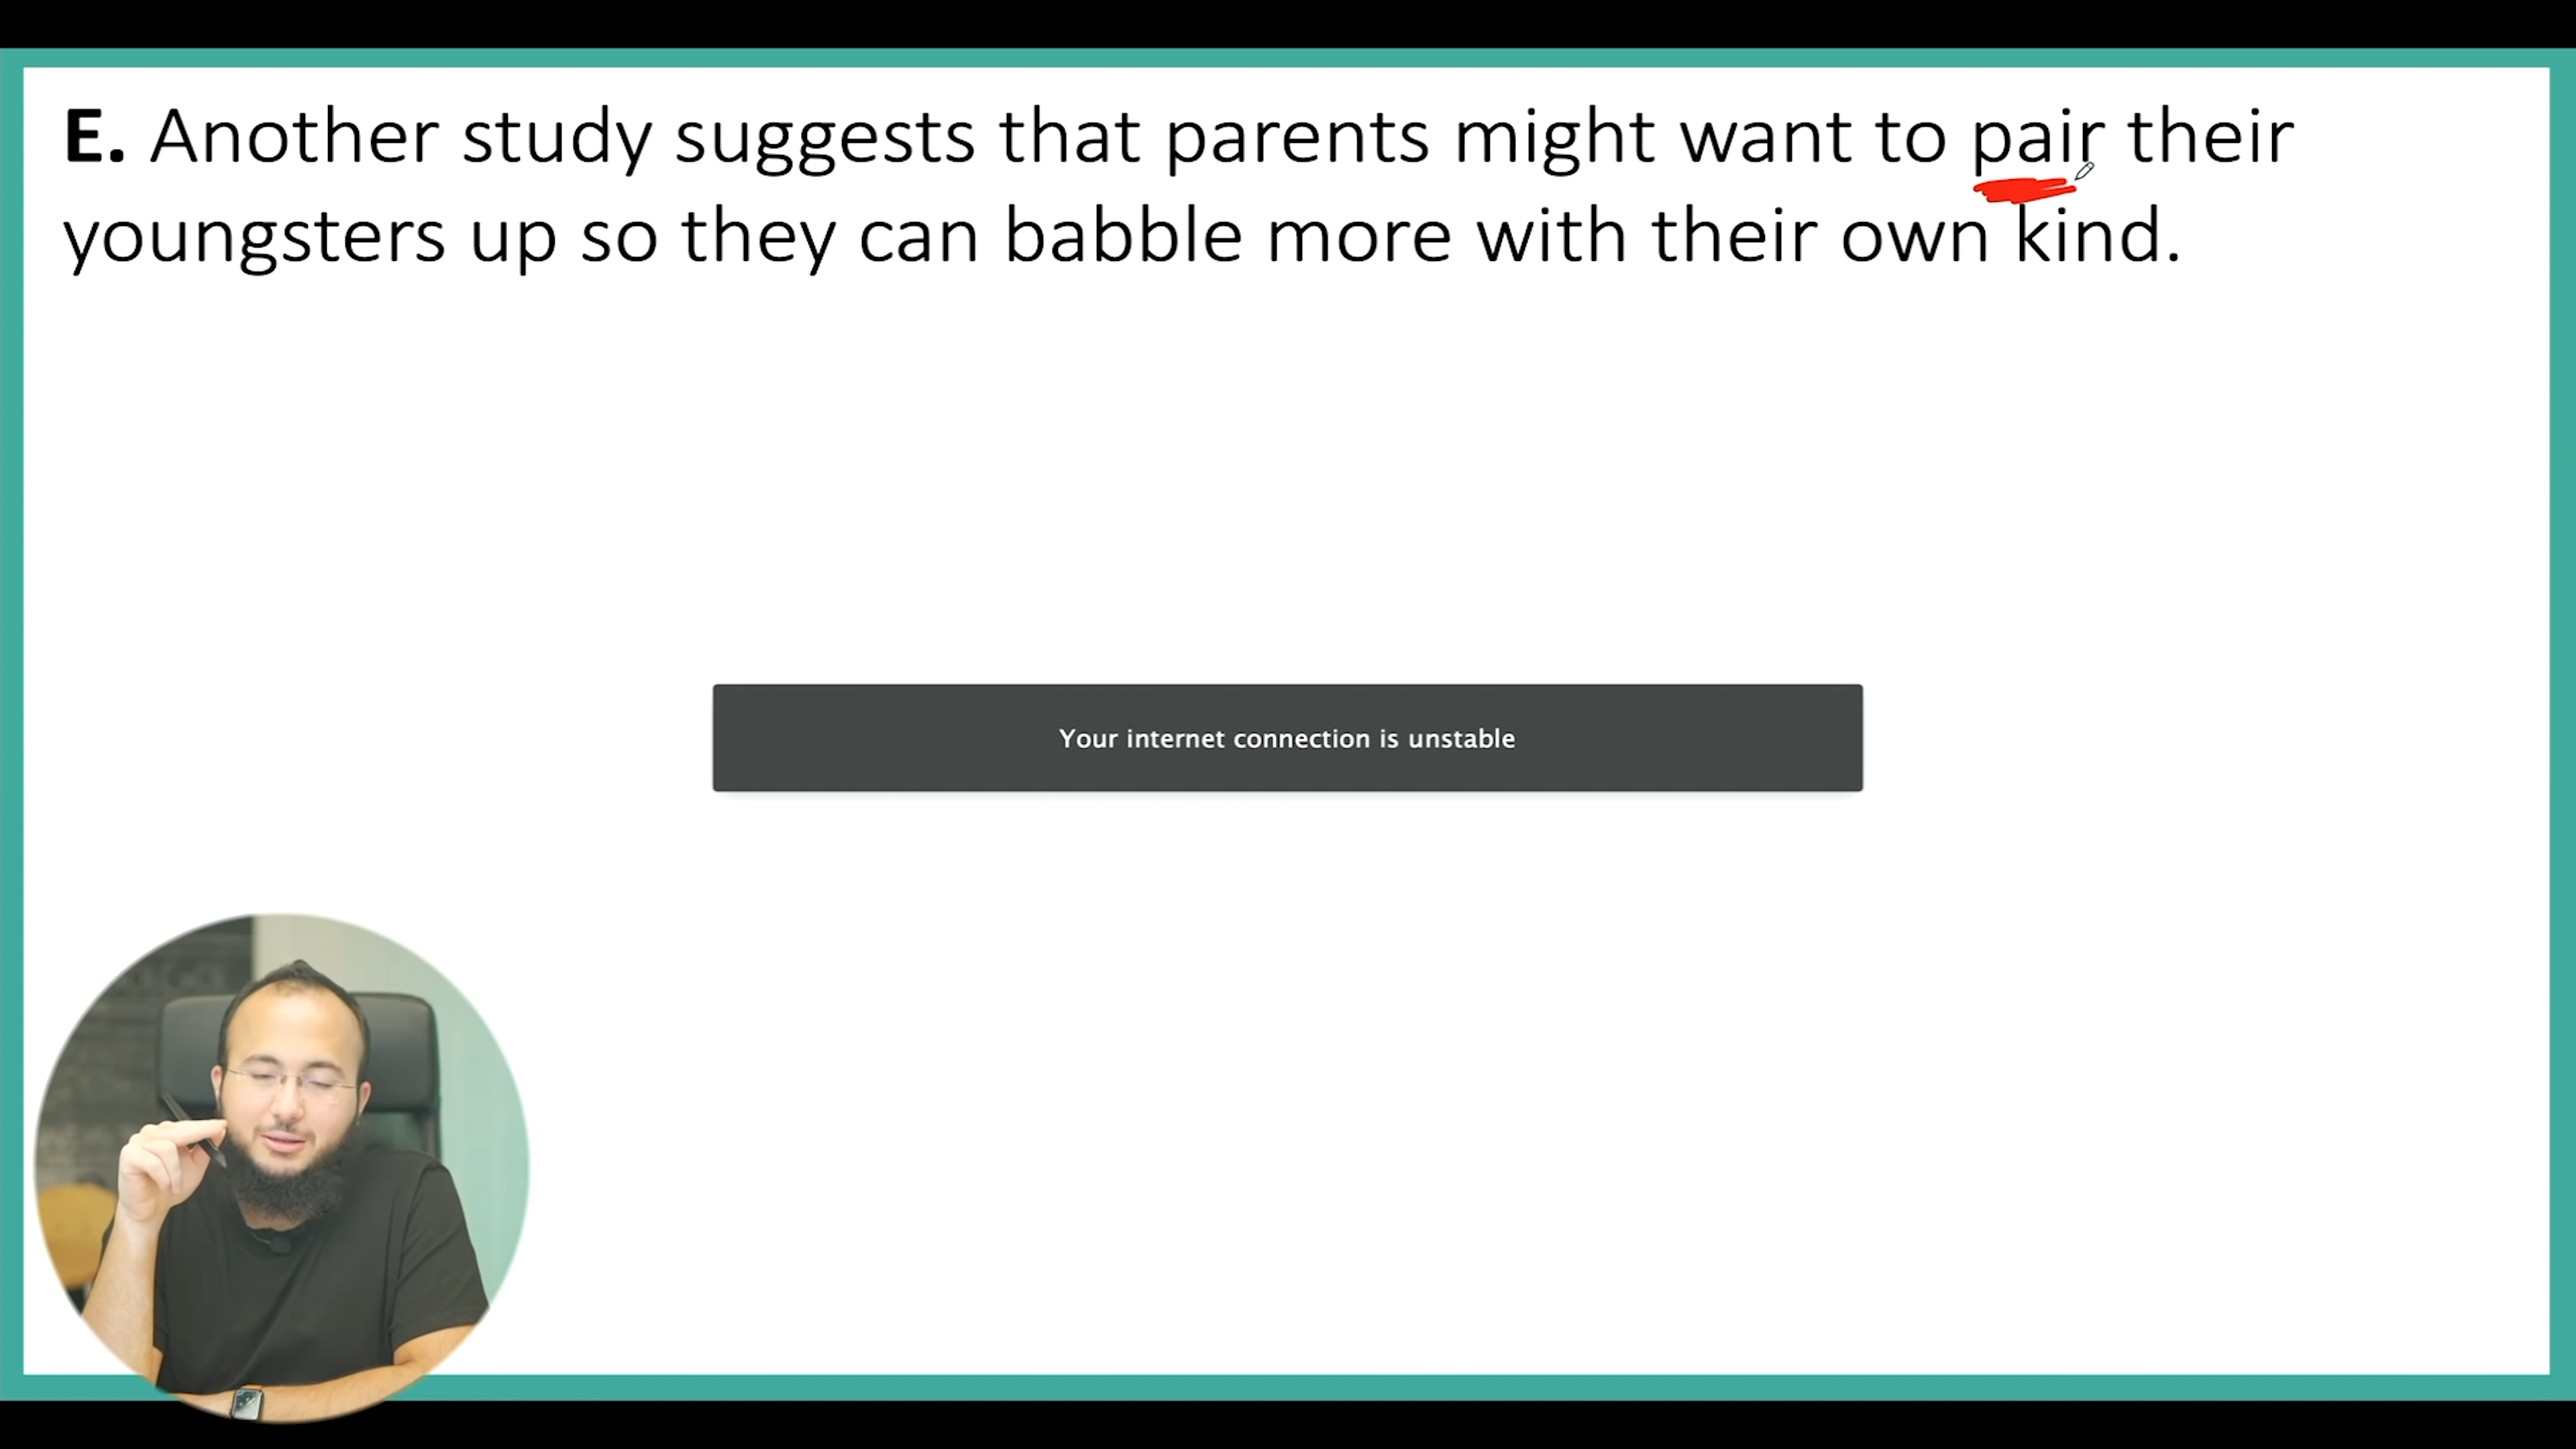 E. Another study suggests that parents might want to pair their
youngsters up so they can babble more with their own kind.
Your internet connection is unstable